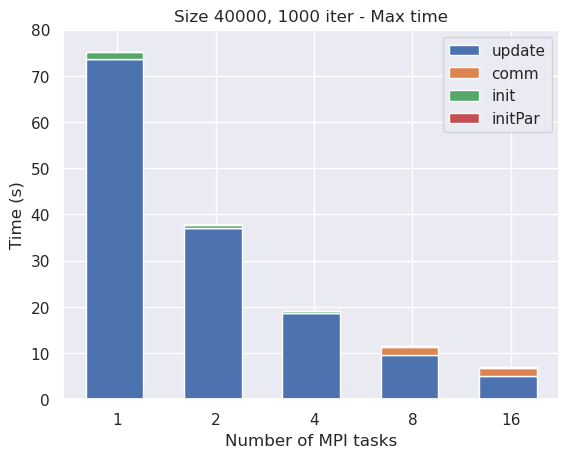 Size 40000, 1000 iter - Max time
80
70
60
50
40
30
20
10
0
Time (s)
update
comm
init
initPar
1 2 4 8 16
Number of MPI tasks